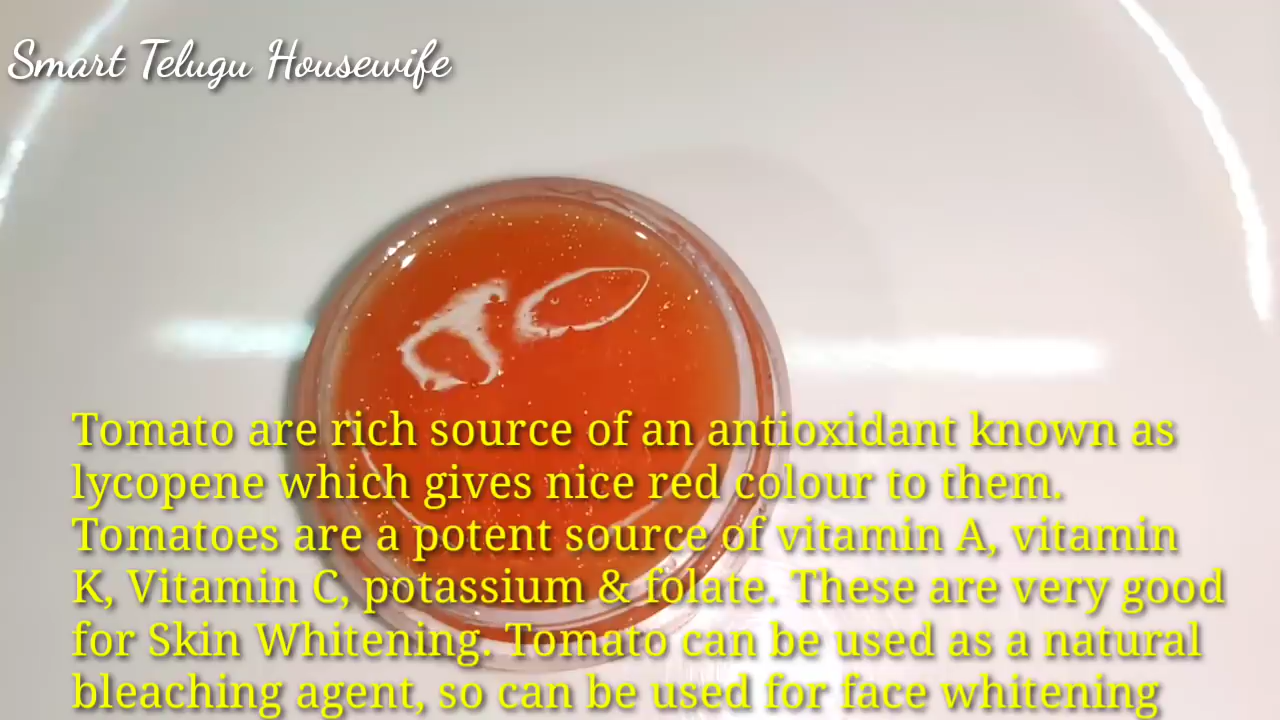 Smart Telugu Housewife
Tomato are rich source of an antioxidant known as
lycopene which gives nice red colour to them.
Tomatoes are a potent source of vitamin A, vitamin
K, Vitamin C, potassium & folate. These are very good
for Skin Whitening. Tomato can be used as a natural
bleaching agent, so can be used for face whitening